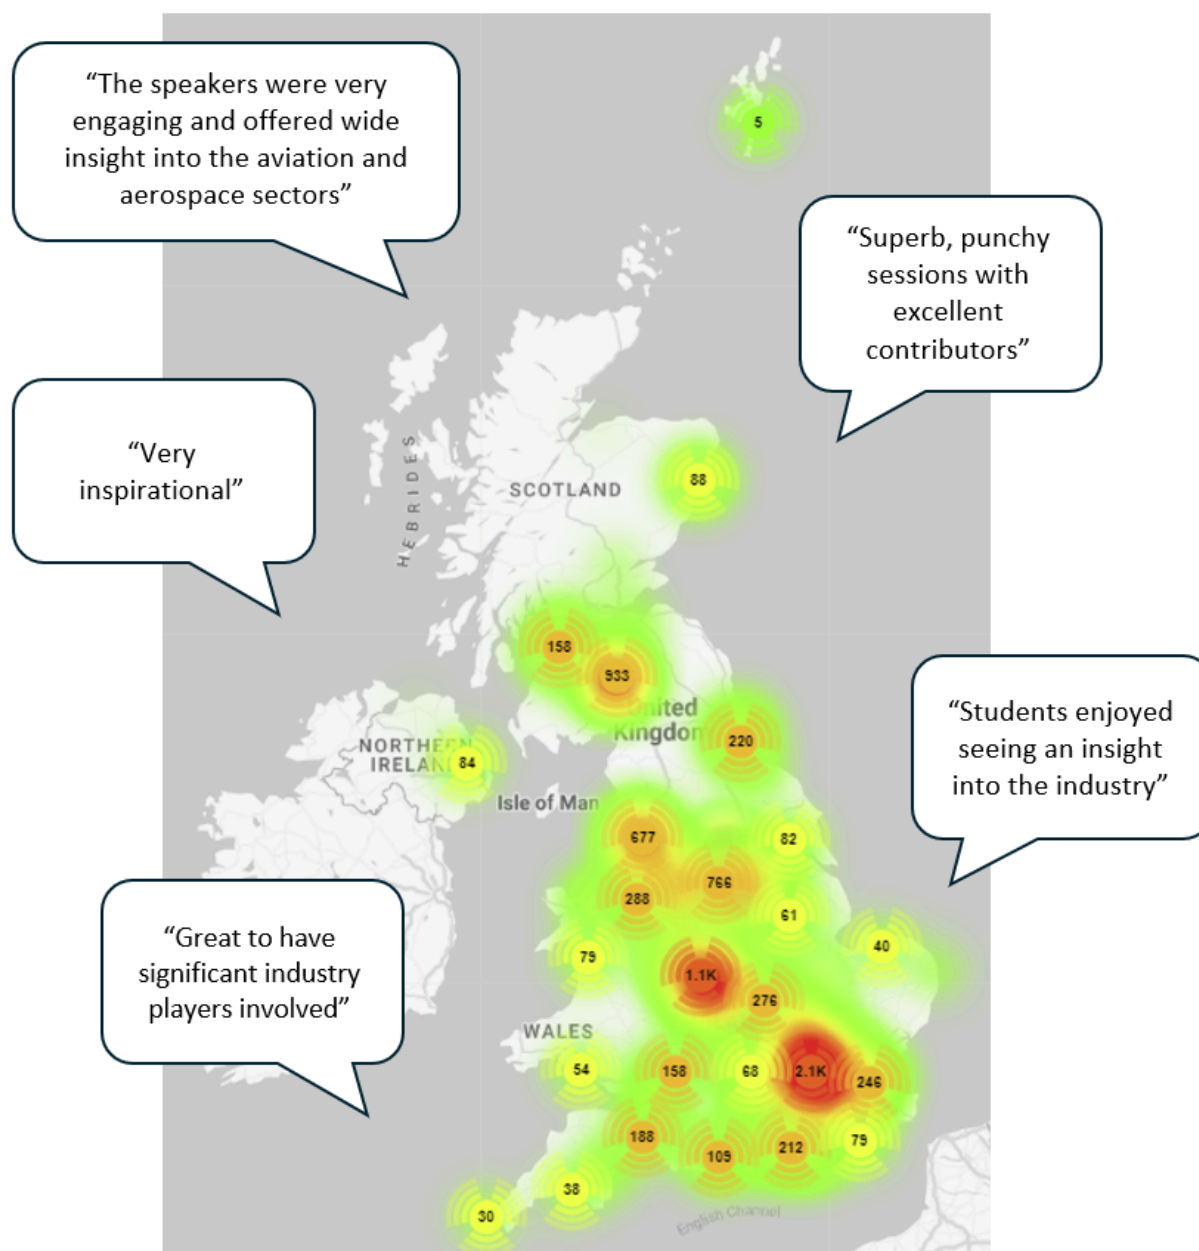 “The speakers were very
engaging and offered wide
insight into the aviation and
aerospace sectors”
5
“Superb, punchy
sessions with
excellent
contributors”
“Very
inspirational”
HEBRIDES
SCOTLAND
88
158
933
United
Kingdom
220
NORTHERN
IRELAND
84
Isle of Man
“Students enjoyed
seeing an insight
into the industry”
677
82
766
288
61
40
79
“Great to have
significant industry
players involved”
1.1K
276
WALES
54
158
68
2.1K
246
188
109
212
79
38
30
English Channel